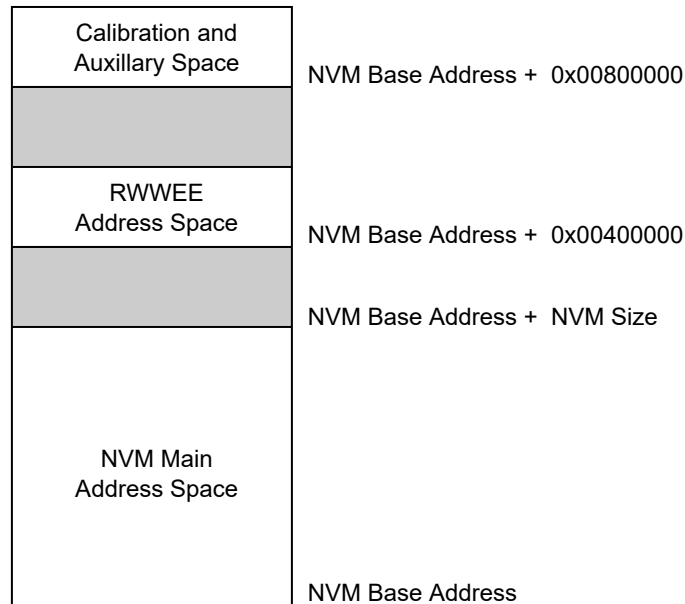 Calibration and
Auxillary Space
NVM Base Address + 0x00800000
RWWEE
Address Space
NVM Base Address + 0x00400000
NVM Base Address + NVM Size
NVM Main
Address Space
NVM Base Address